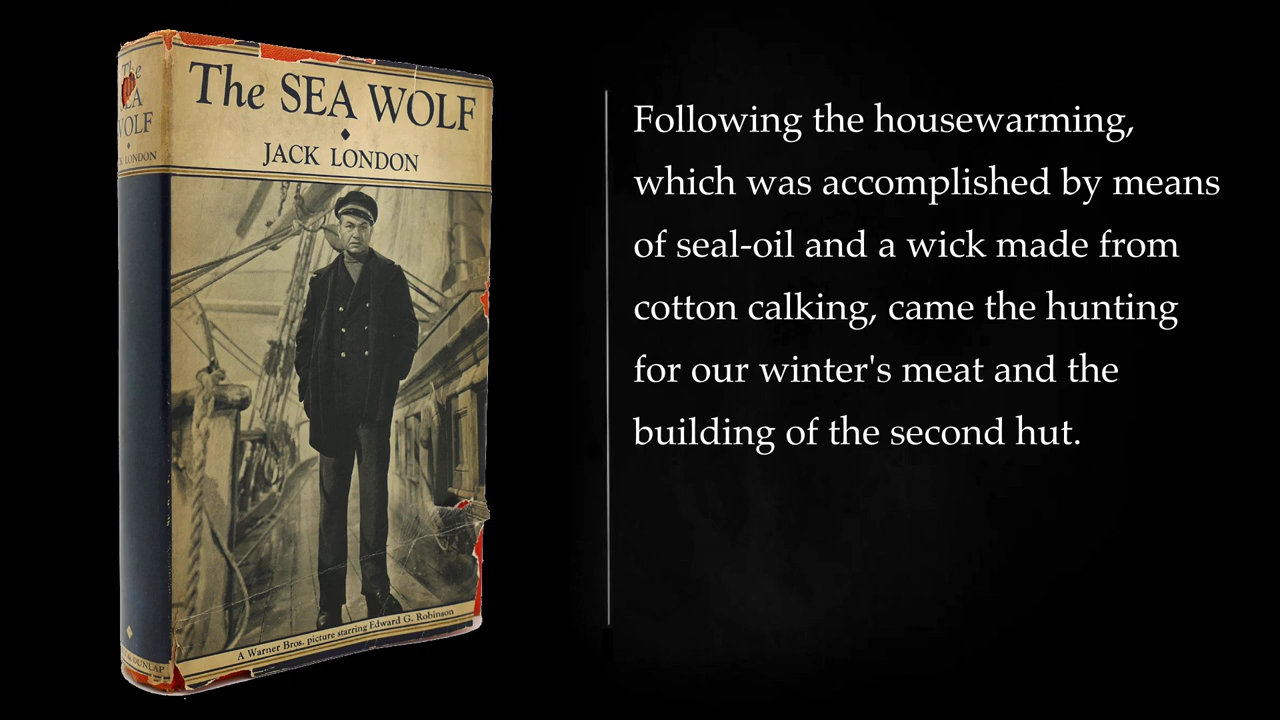 The SEA WOLF
JACK LONDON
The
SEA
WOLF
LONDON
A Warner Bros. picture starring Edward G. Robinson
DUNLAP
Following the housewarming,
which was accomplished by means
of seal-oil and a wick made from
cotton calking, came the hunting
for our winter's meat and the
building of the second hut.